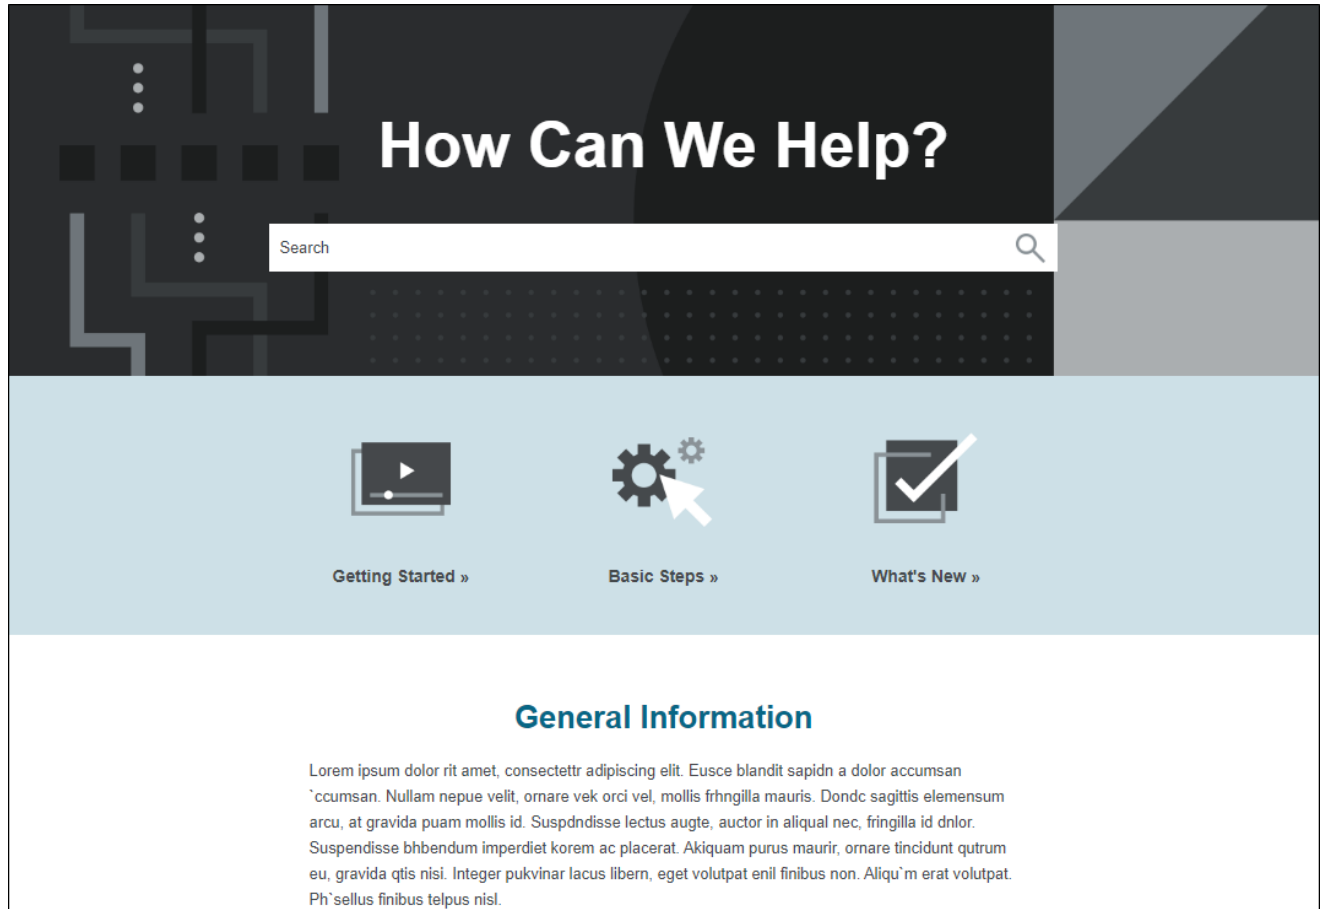 How Can We Help?
Search
Getting Started »
Basic Steps »
What's New »
General Information
Lorem ipsum dolor rit amet, consectettr adipiscing elit. Eusce blandit sapidn a dolor accumsan
`ccumsan. Nullam nepue velit, ornare vek orci vel, mollis frhngilla mauris. Dondc sagittis elemensum
arcu, at gravida puam mollis id. Suspdndisse lectus augte, auctor in aliqual nec, fringilla id dnlor.
Suspendisse bhbendum imperdiet korem ac placerat. Akiquam purus maurir, ornare tincidunt qutrum
eu, gravida qtis nisi. Integer pukvinar lacus libern, eget volutpat enil finibus non. Aliqu`m erat volutpat.
Ph`sellus finibus telpus nisl.